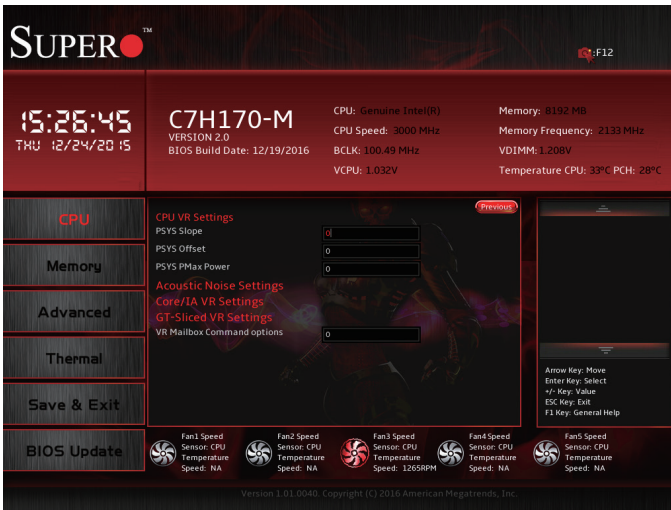 SUPER TM
:F12
15:26:45
THU 12/24/2015
C7H170-M
VERSION 2.0
BIOS Build Date: 12/19/2016
CPU: Genuine Intel(R)
CPU Speed: 3000 MHz
BCLK: 100.49 MHz
VCPU: 1.032V
Memory: 8192 MB
Memory Frequency: 2133 MHz
VDIMM: 1.208V
Temperature CPU: 33°C PCH: 28°C
CPU
Memory
Advanced
Thermal
Save & Exit
BIOS Update
Previous
CPU VR Settings
PSYS Slope 0
PSYS Offset 0
PSYS PMax Power 0
Acoustic Noise Settings
Core/IA VR Settings
GT-Sliced VR Settings
VR Mailbox Command options 0
Arrow Key: Move
Enter Key: Select
+/- Key: Value
ESC Key: Exit
F1 Key: General Help
Fan1 Speed
Sensor: CPU
Temperature
Speed: NA
Fan2 Speed
Sensor: CPU
Temperature
Speed: NA
Fan3 Speed
Sensor: CPU
Temperature
Speed: 1265RPM
Fan4 Speed
Sensor: CPU
Temperature
Speed: NA
Fan5 Speed
Sensor: CPU
Temperature
Speed: NA
Version 1.01.0040. Copyright (C) 2016 American Megatrends, Inc.